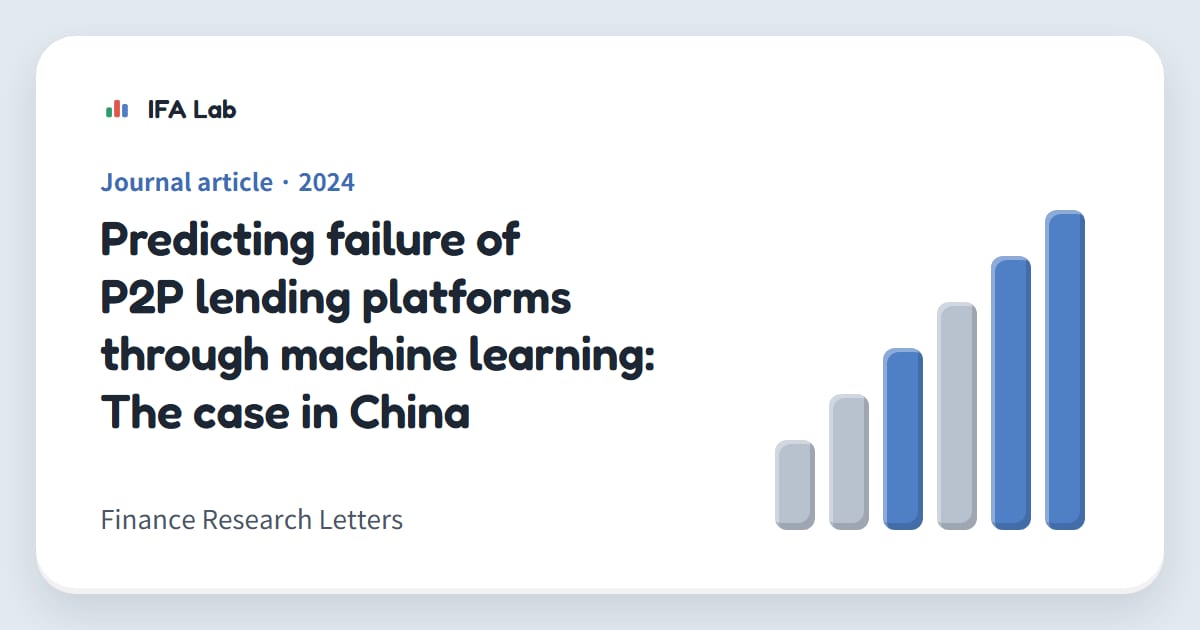 IFA Lab
Journal article · 2024
Predicting failure of
P2P lending platforms
through machine learning:
The case in China
Finance Research Letters